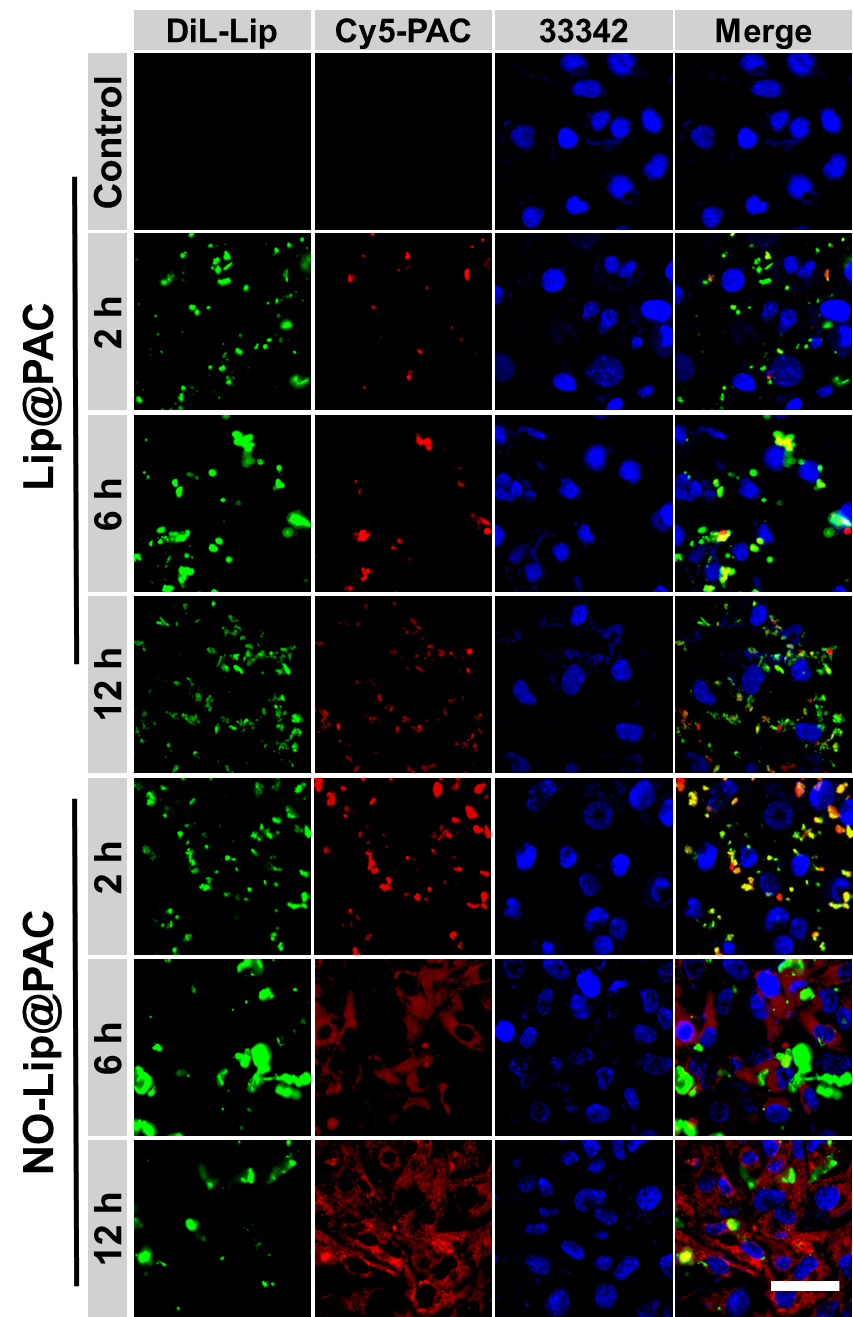 DiL-Lip Cy5-PAC 33342 Merge
Control
Lip@PAC
2 h
6 h
12 h
NO-Lip@PAC
2 h
6 h
12 h